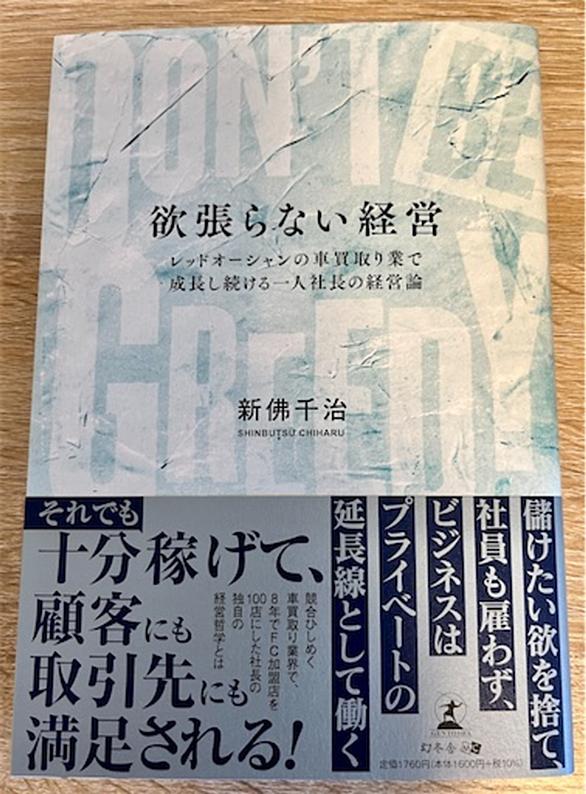 DON'T BE
GREEDY
欲張らない経営
レッドオーシャンの車買取り業で
成長し続ける一人社長の経営論
新佛千治
SHINBUTSU CHIHARU
儲けたい欲を捨て、
社員も雇わず、
ビジネスは
プライベートの
延長線として働く
それでも
十分稼げて、
顧客にも
取引先にも
満足される!
競合ひしめく
車買取り業界で、
8年でFC加盟店を
100店にした社長の
独自の
経営哲学とは
GENTOSHA
幻冬舎 MC
定価1760円(本体1600円+税10%)